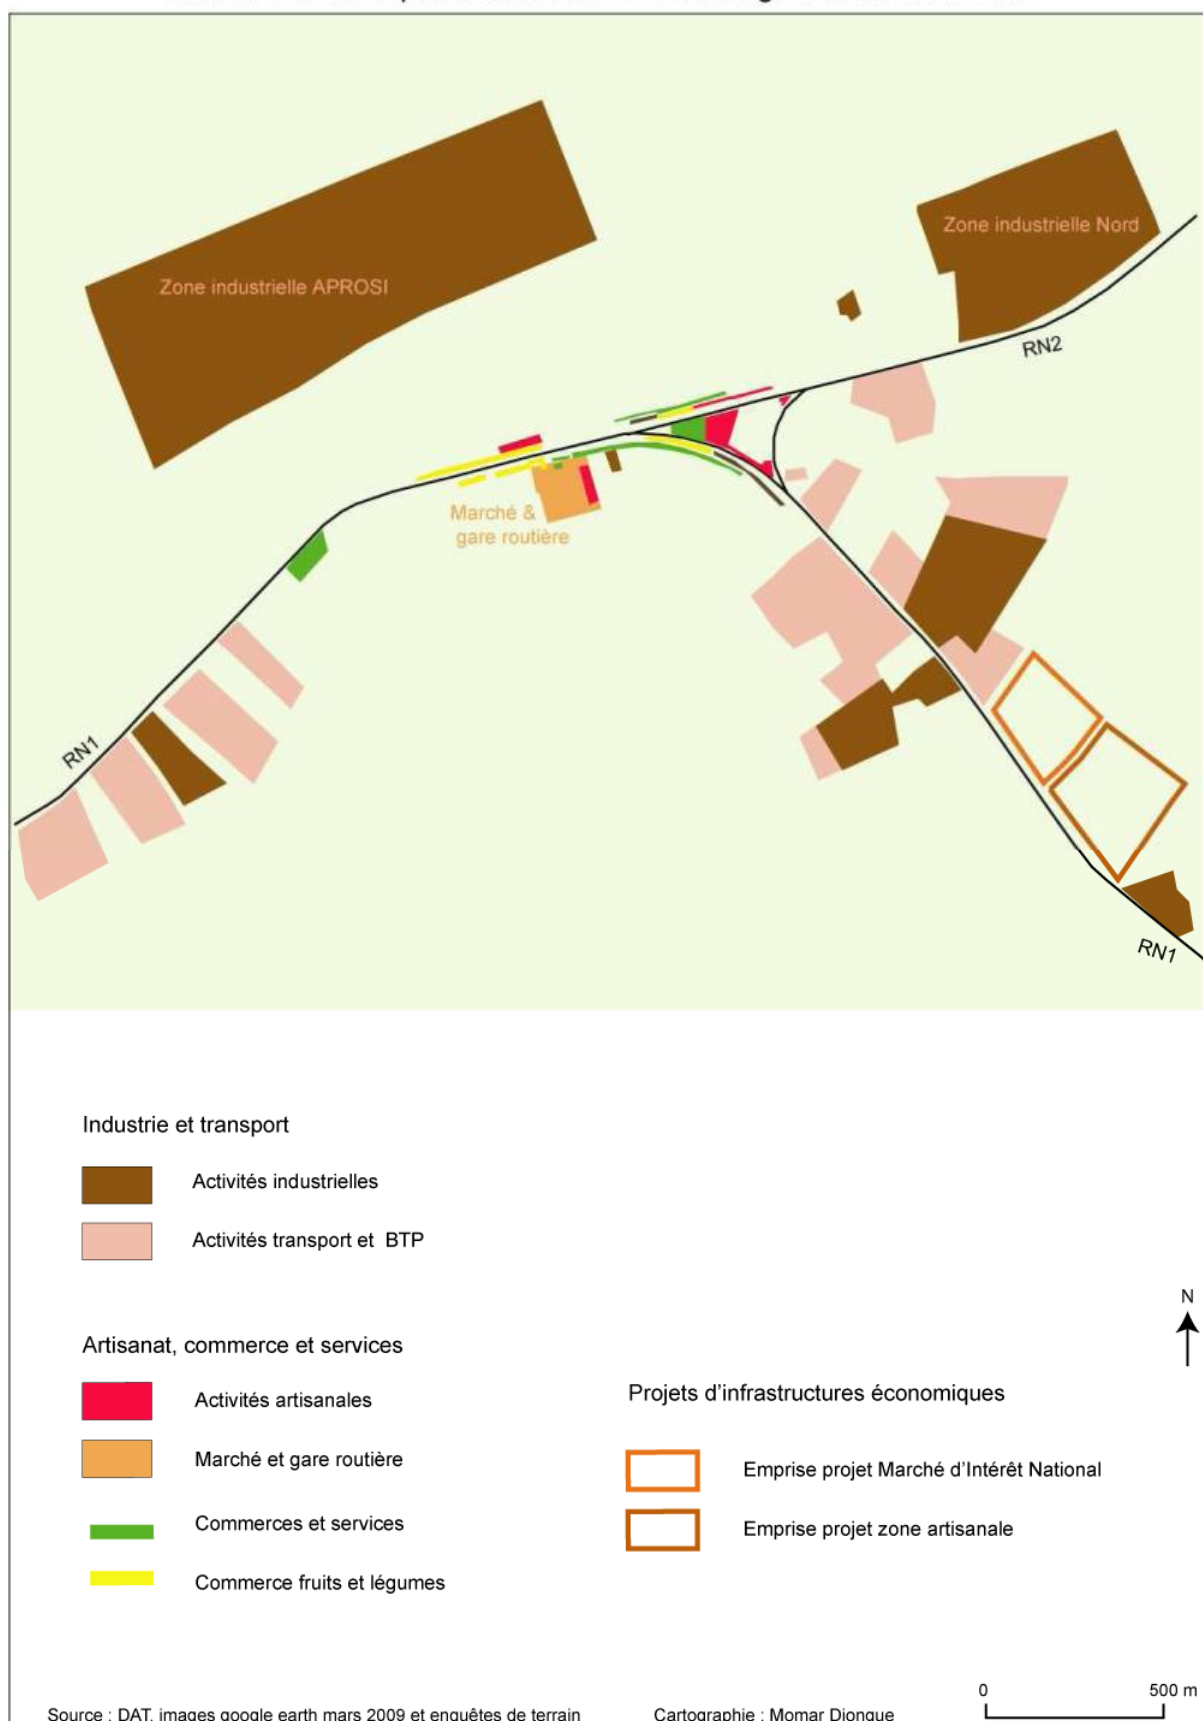 Zone industrielle Nord
Zone industrielle APROSI
RN2
Marché &
gare routière
RN1
RN1
Industrie et transport
Activités industrielles
Activités transport et BTP
N
Artisanat, commerce et services
Activités artisanales
Marché et gare routière
Commerces et services
Commerce fruits et légumes
Projets d'infrastructures économiques
Emprise projet Marché d'Intérêt National
Emprise projet zone artisanale
0 500 m
Source : DAT, images google earth mars 2009 et enquêtes de terrain
Cartographie : Momar Diongue